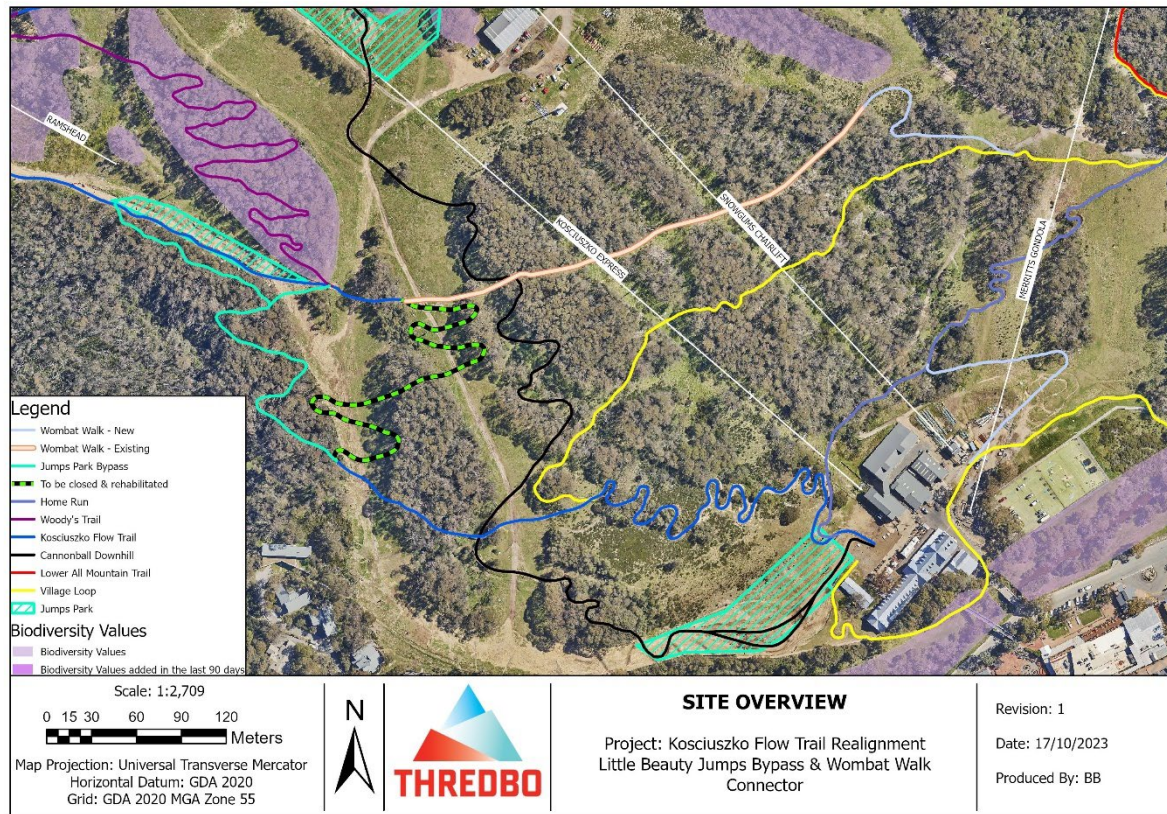 RAMSHEAD
KOSCIUSZKO EXPRESS
SNOWGUMS CHAIRLIFT
MERRITTS GONDOLA
Legend
Wombat Walk - New
Wombat Walk - Existing
Jumps Park Bypass
To be closed & rehabilitated
Home Run
Woody's Trail
Kosciuszko Flow Trail
Cannonball Downhill
Lower All Mountain Trail
Village Loop
Jumps Park
Biodiversity Values
Biodiversity Values
Biodiversity Values added in the last 90 days
Scale: 1:2,709
0 15 30 60 90 120
Meters
Map Projection: Universal Transverse Mercator
Horizontal Datum: GDA 2020
Grid: GDA 2020 MGA Zone 55
N
THREDBO
SITE OVERVIEW
Project: Kosciuszko Flow Trail Realignment
Little Beauty Jumps Bypass & Wombat Walk
Connector
Revision: 1
Date: 17/10/2023
Produced By: BB